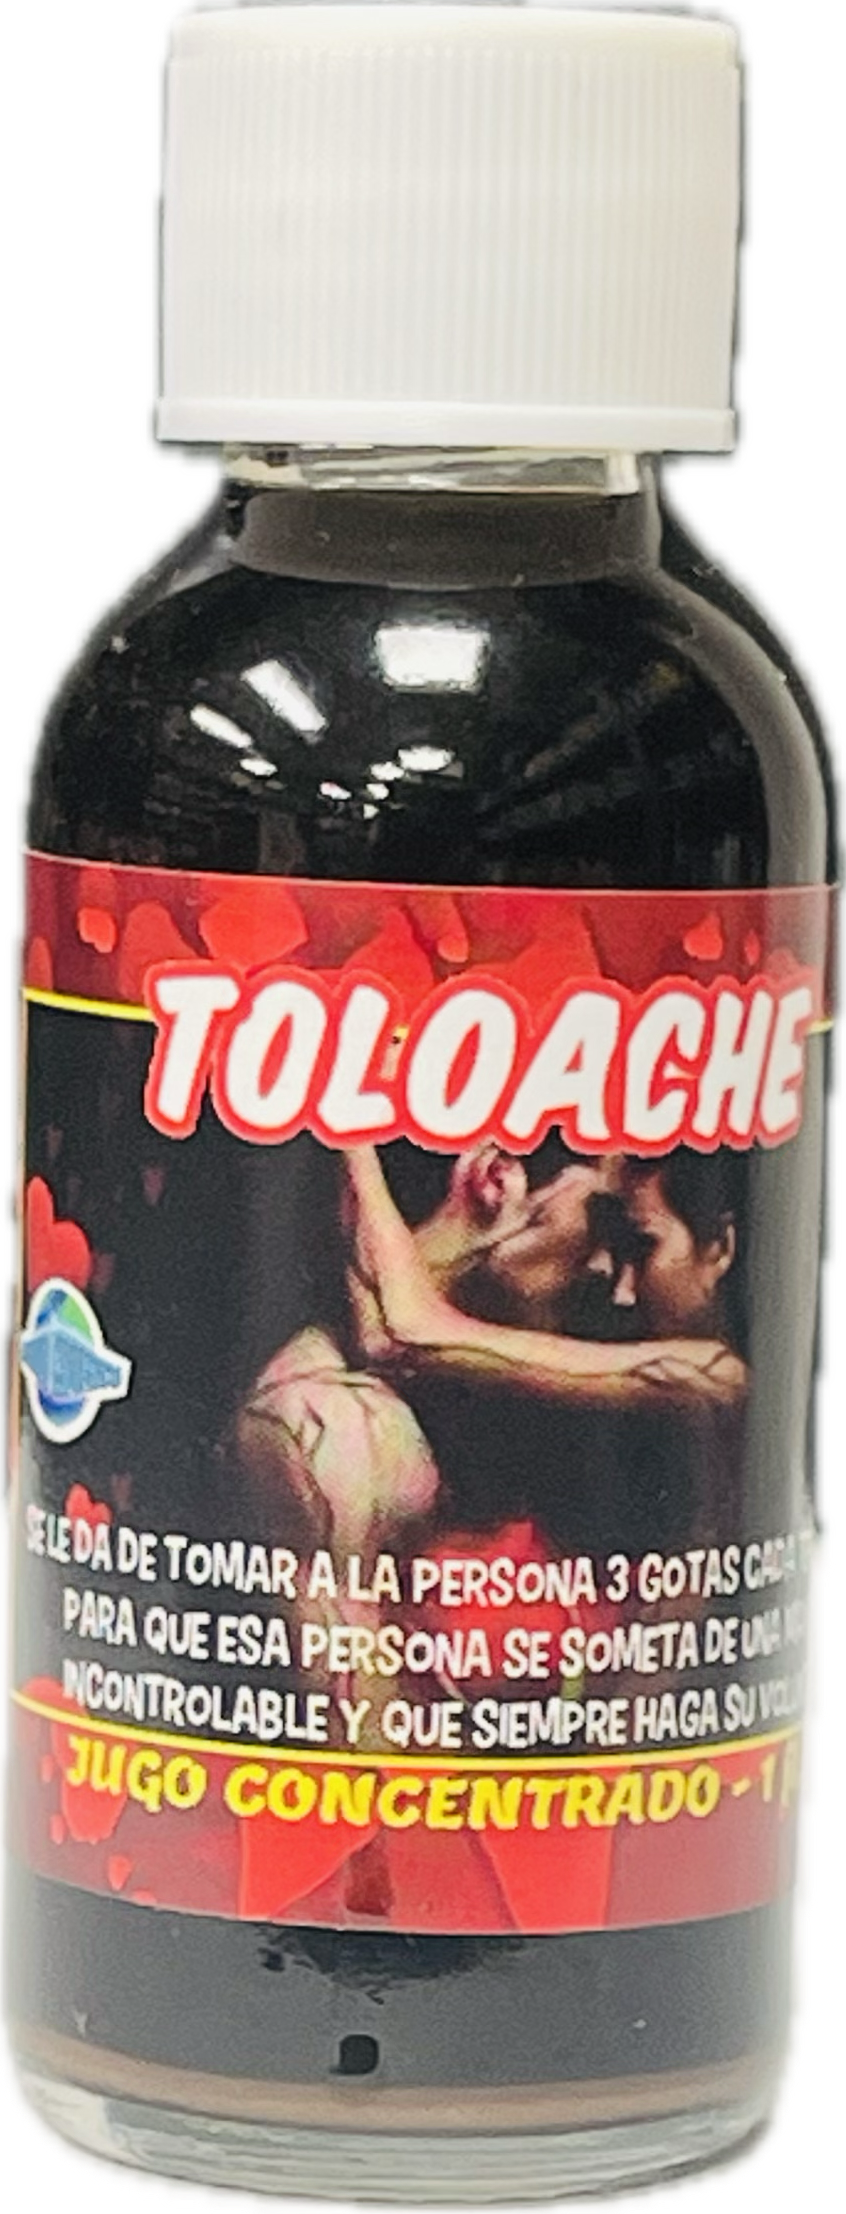 TOLOACHE
SE LE DA DE TOMAR A LA PERSONA 3 GOTAS CADA
PARA QUE ESA PERSONA SE SOMETA DE UNA
INCONTROLABLE Y QUE SIEMPRE HAGA SU
JUGO CONCENTRADO - 1